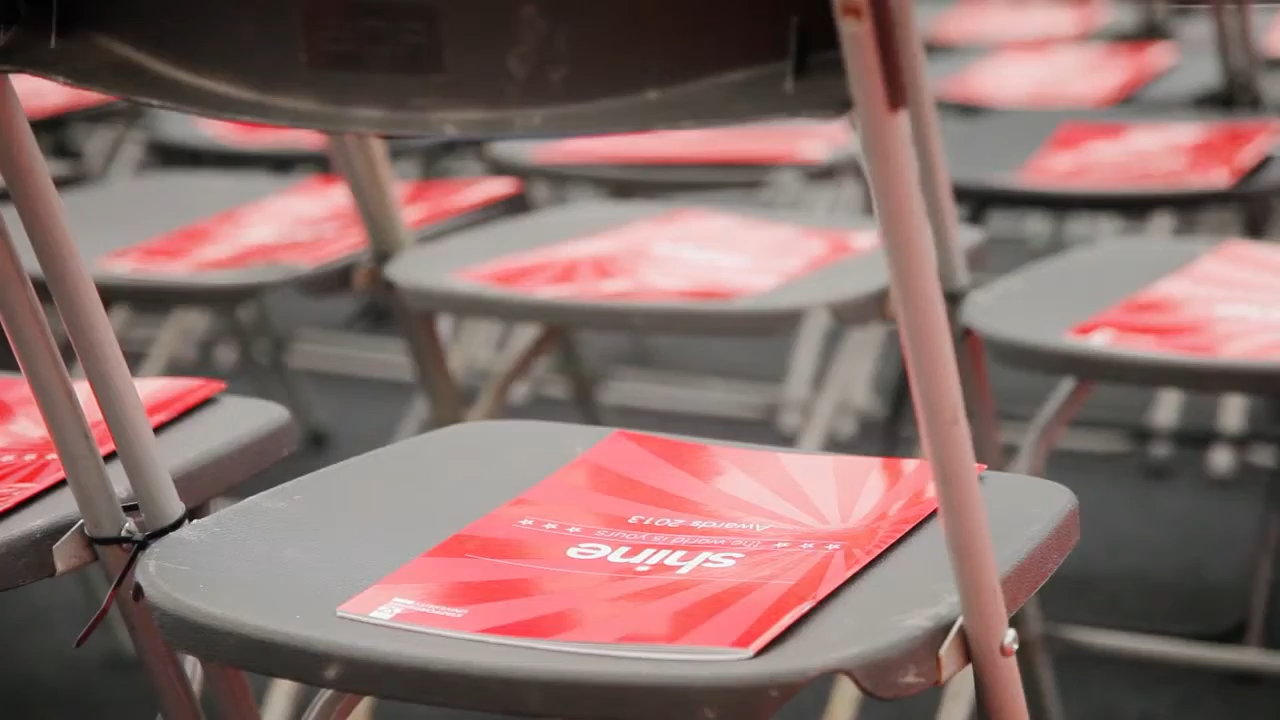 shine
★ ★ ★ the world is yours ★ ★ ★
Awards 2013